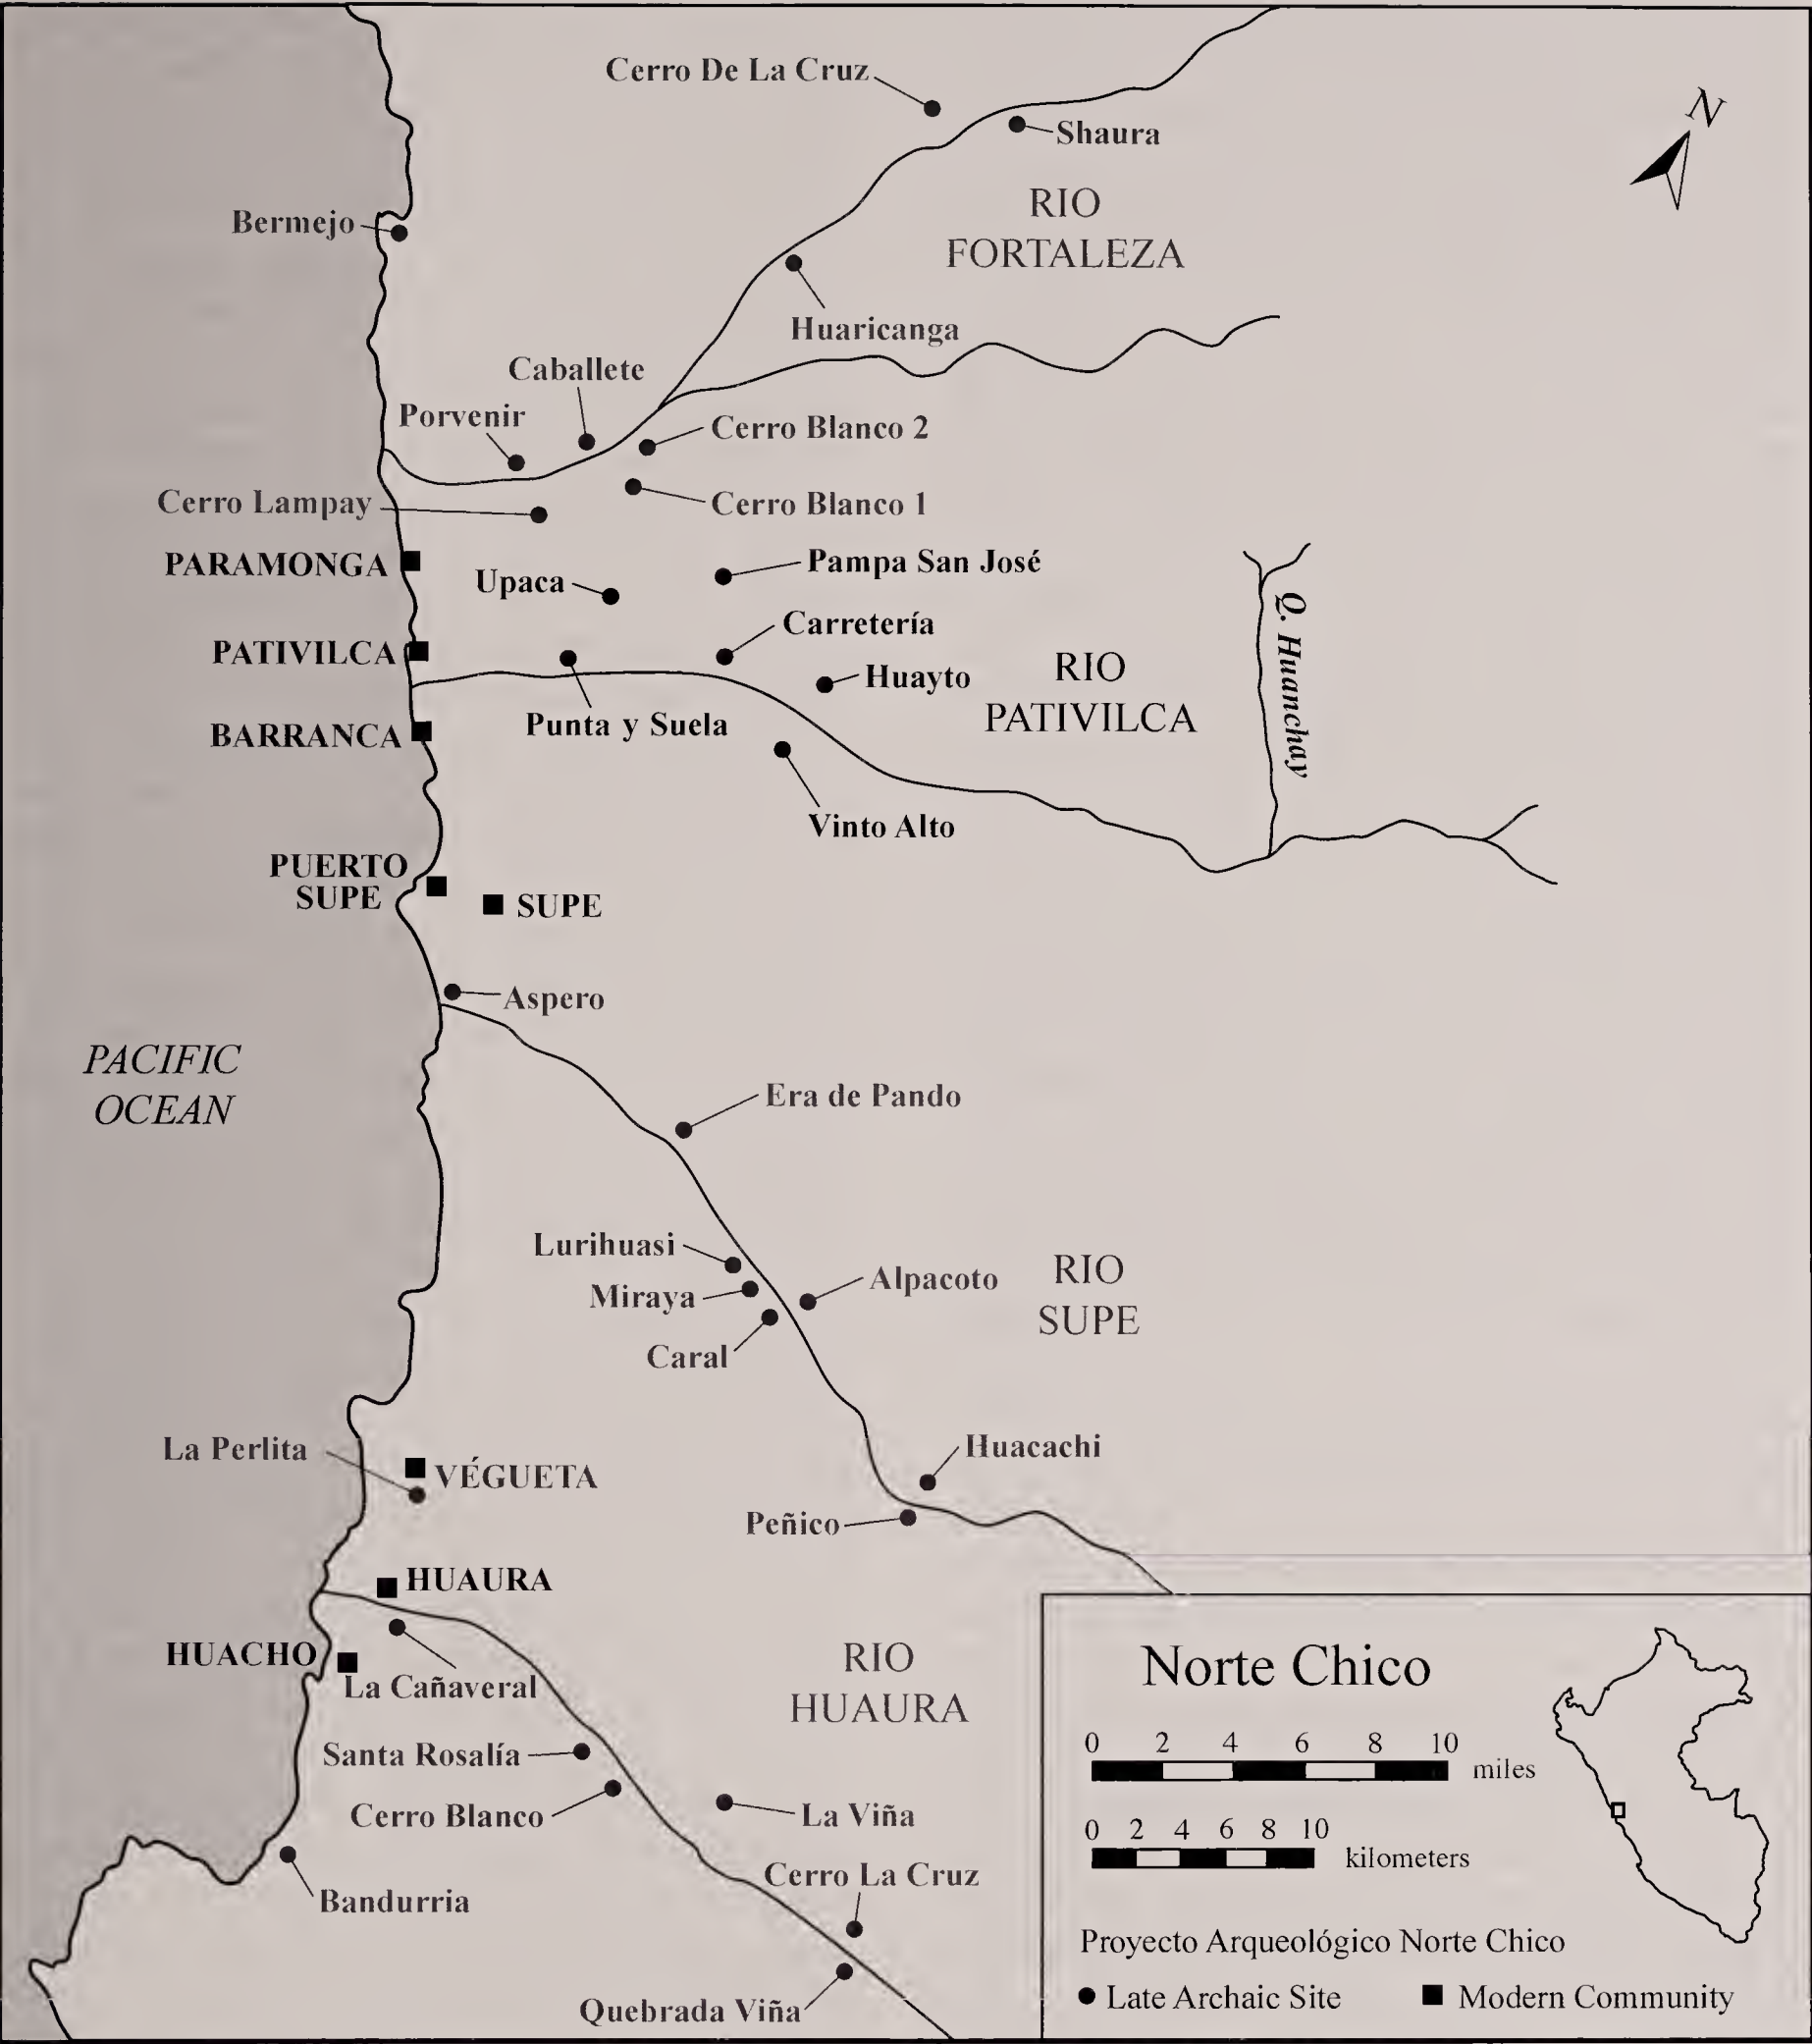 Cerro De La Cruz
N
Shaura
RIO
FORTALEZA
Bermejo
Huaricanga
Caballete
Porvenir
Cerro Blanco 2
Cerro Lampay
Cerro Blanco 1
PARAMONGA
Pampa San José
Upaca
Q. Huanchay
Carretería
PATIVILCA
Huayto
RIO
PATIVILCA
Punta y Suela
BARRANCA
Vinto Alto
PUERTO
SUPE
SUPE
Aspero
PACIFIC
OCEAN
Era de Pando
Lurihuasi
Alpacoto
RIO
SUPE
Miraya
Caral
La Perlita
VÉGUETA
Huacachi
Peñico
HUAURA
HUACHO
La Cañaveral
RIO
HUAURA
Santa Rosalía
Cerro Blanco
La Viña
Cerro La Cruz
Bandurria
Quebrada Viña
Norte Chico
0 2 4 6 8 10
miles
0 2 4 6 8 10
kilometers
Proyecto Arqueológico Norte Chico
Late Archaic Site
Modern Community